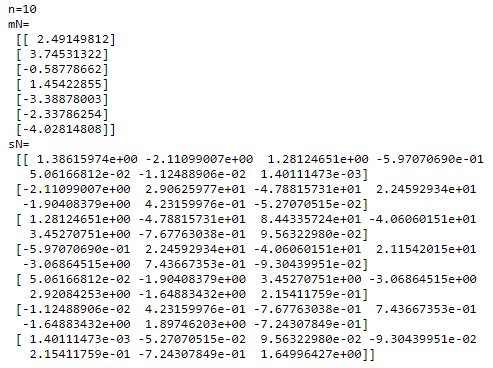 n=10
mN=
 [[ 2.49149812]
 [ 3.74531322]
 [-0.58778662]
 [ 1.45422855]
 [-3.38878003]
 [-2.33786254]
 [-4.02814808]]
sN=
 [[ 1.38615974e+00 -2.11099007e+00  1.28124651e+00 -5.97070690e-01
   5.06166812e-02 -1.12488906e-02  1.40111473e-03]
 [-2.11099007e+00  2.90625977e+01 -4.78815731e+01  2.24592934e+01
  -1.90408379e+00  4.23159976e-01 -5.27070515e-02]
 [ 1.28124651e+00 -4.78815731e+01  8.44335724e+01 -4.06060151e+01
   3.45270751e+00 -7.67763038e-01  9.56322980e-02]
 [-5.97070690e-01  2.24592934e+01 -4.06060151e+01  2.11542015e+01
  -3.06864515e+00  7.43667353e-01 -9.30439951e-02]
 [ 5.06166812e-02 -1.90408379e+00  3.45270751e+00 -3.06864515e+00
   2.92084253e+00 -1.64883432e+00  2.15411759e-01]
 [-1.12488906e-02  4.23159976e-01 -7.67763038e-01  7.43667353e-01
  -1.64883432e+00  1.89746203e+00 -7.24307849e-01]
 [ 1.40111473e-03 -5.27070515e-02  9.56322980e-02 -9.30439951e-02
   2.15411759e-01 -7.24307849e-01  1.64996427e+00]]